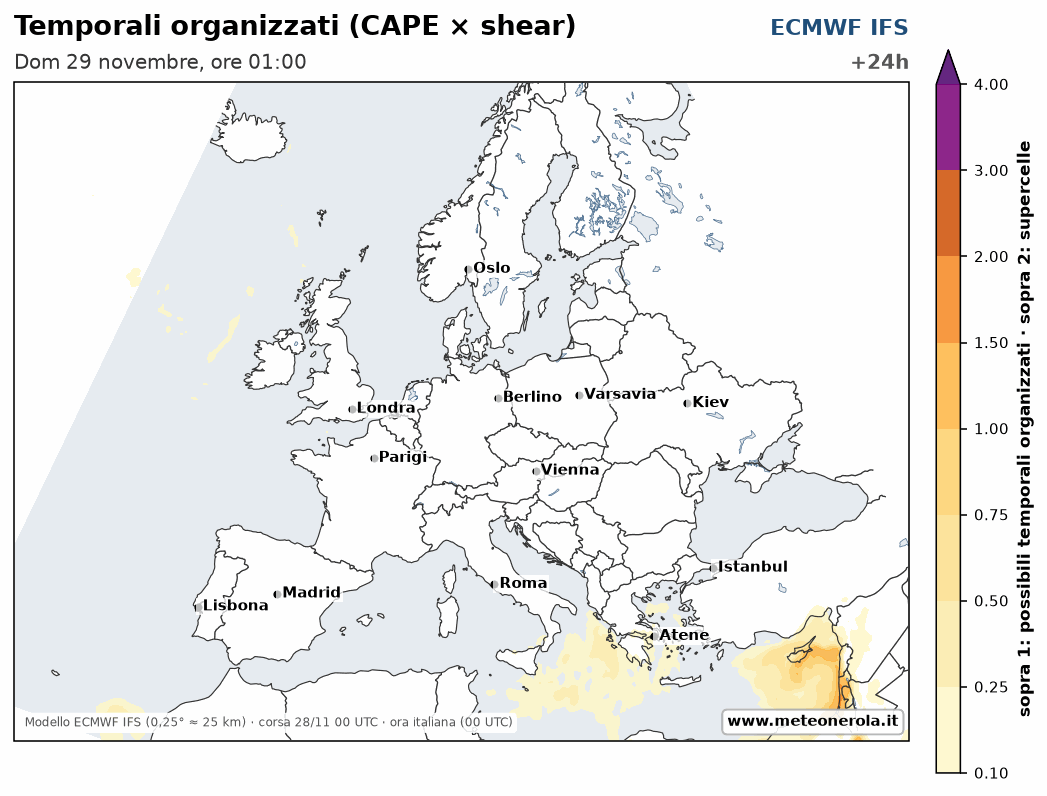 Temporali organizzati (CAPE × shear)
ECMWF IFS
Dom 29 novembre, ore 01:00
+24h
Oslo
Londra
Berlino
Varsavia
Kiev
Parigi
Vienna
Roma
Istanbul
Madrid
Lisbona
Atene
Modello ECMWF IFS (0,25° ≈ 25 km) · corsa 28/11 00 UTC · ora italiana (00 UTC)
www.meteonerola.it
4.00
3.00
2.00
1.50
1.00
0.75
0.50
0.25
0.10
sopra 1: possibili temporali organizzati · sopra 2: supercelle